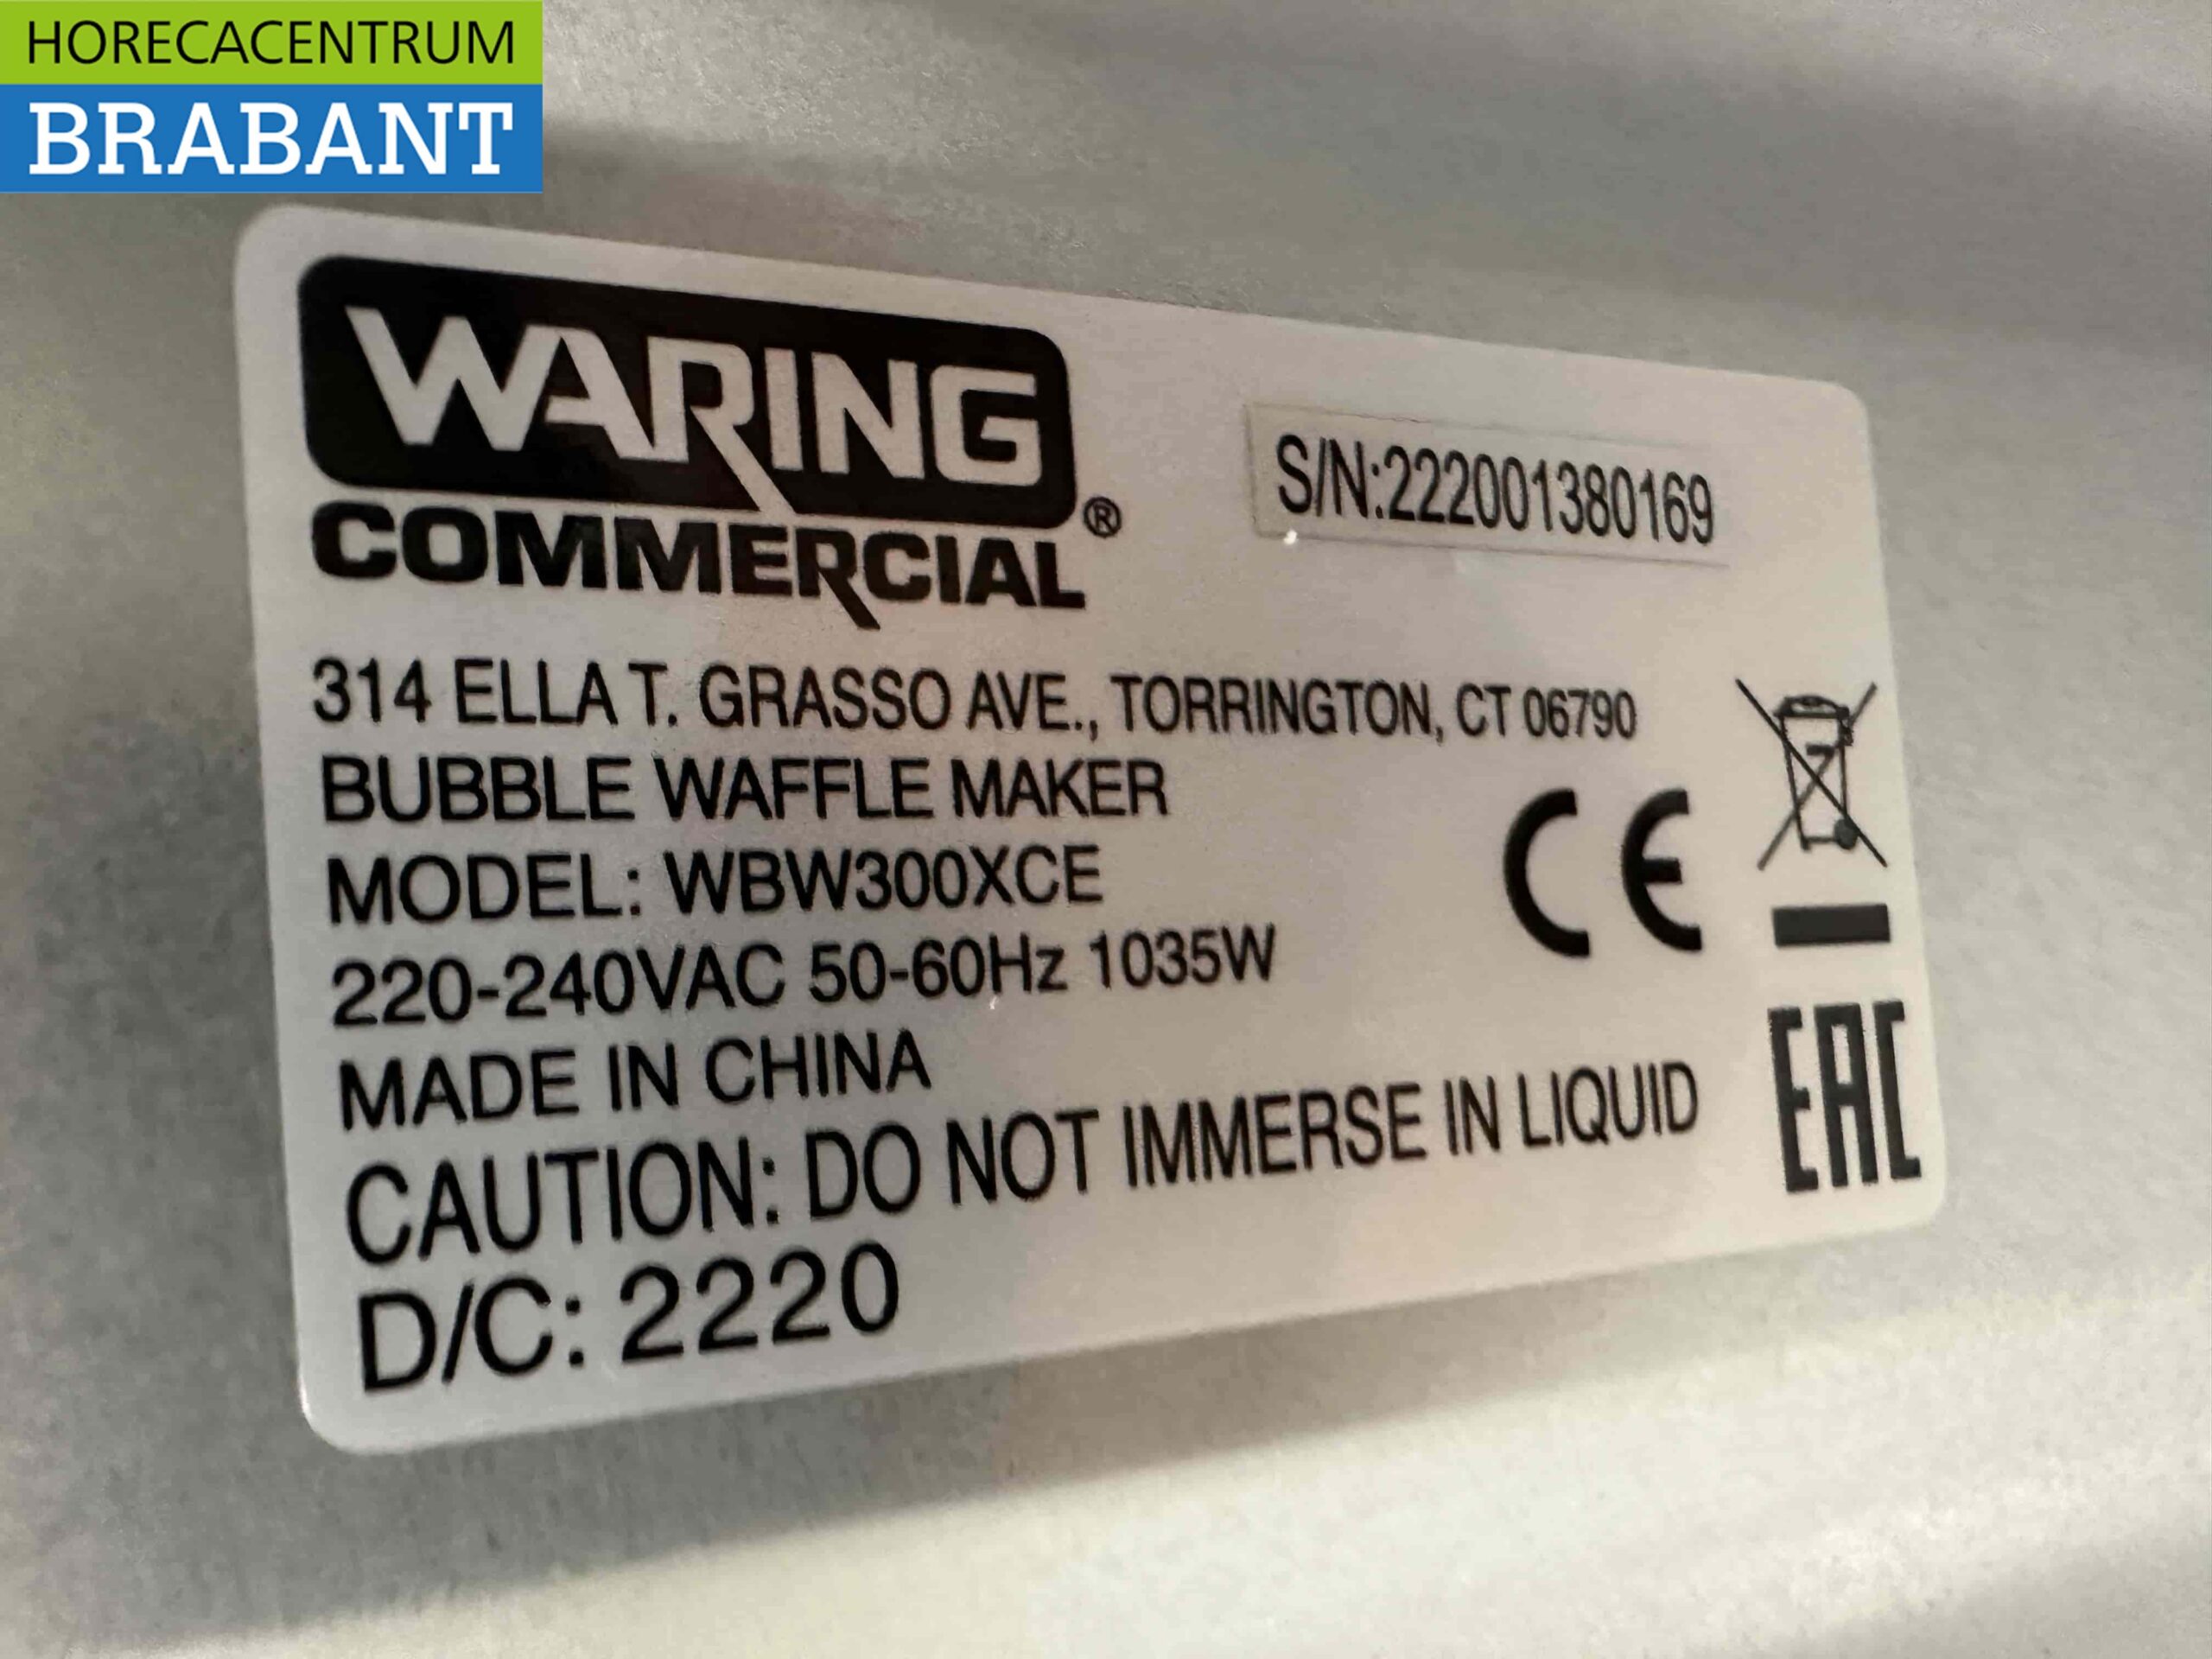 HORECACENTRUM
BRABANT
WARING
COMMERCIAL®
S/N:222001380169
314 ELLA T. GRASSO AVE., TORRINGTON, CT 06790
BUBBLE WAFFLE MAKER
MODEL: WBW300XCE
220-240VAC 50-60Hz 1035W
MADE IN CHINA
CAUTION: DO NOT IMMERSE IN LIQUID
D/C: 2220
CE
7
EAC